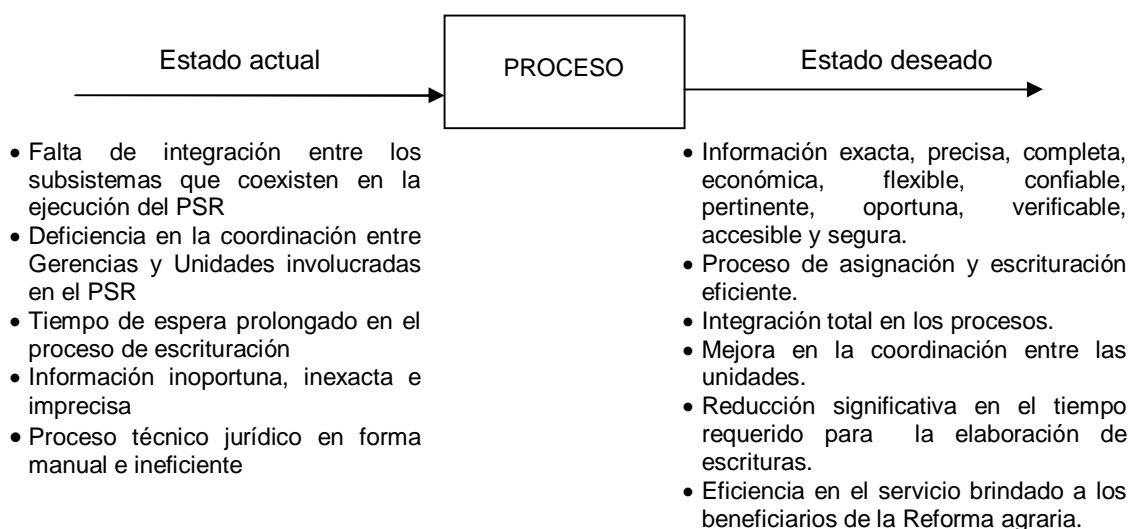 Estado actual
PROCESO
Estado deseado
• Falta de integración entre los
subsistemas que coexisten en la
ejecución del PSR
• Deficiencia en la coordinación entre
Gerencias y Unidades involucradas
en el PSR
• Tiempo de espera prolongado en el
proceso de escrituración
• Información inoportuna, inexacta e
imprecisa
• Proceso técnico jurídico en forma
manual e ineficiente
• Información exacta, precisa, completa,
económica, flexible, confiable,
pertinente, oportuna, verificable,
accesible y segura.
• Proceso de asignación y escrituración
eficiente.
• Integración total en los procesos.
• Mejora en la coordinación entre las
unidades.
• Reducción significativa en el tiempo
requerido para la elaboración de
escrituras.
• Eficiencia en el servicio brindado a los
beneficiarios de la Reforma agraria.